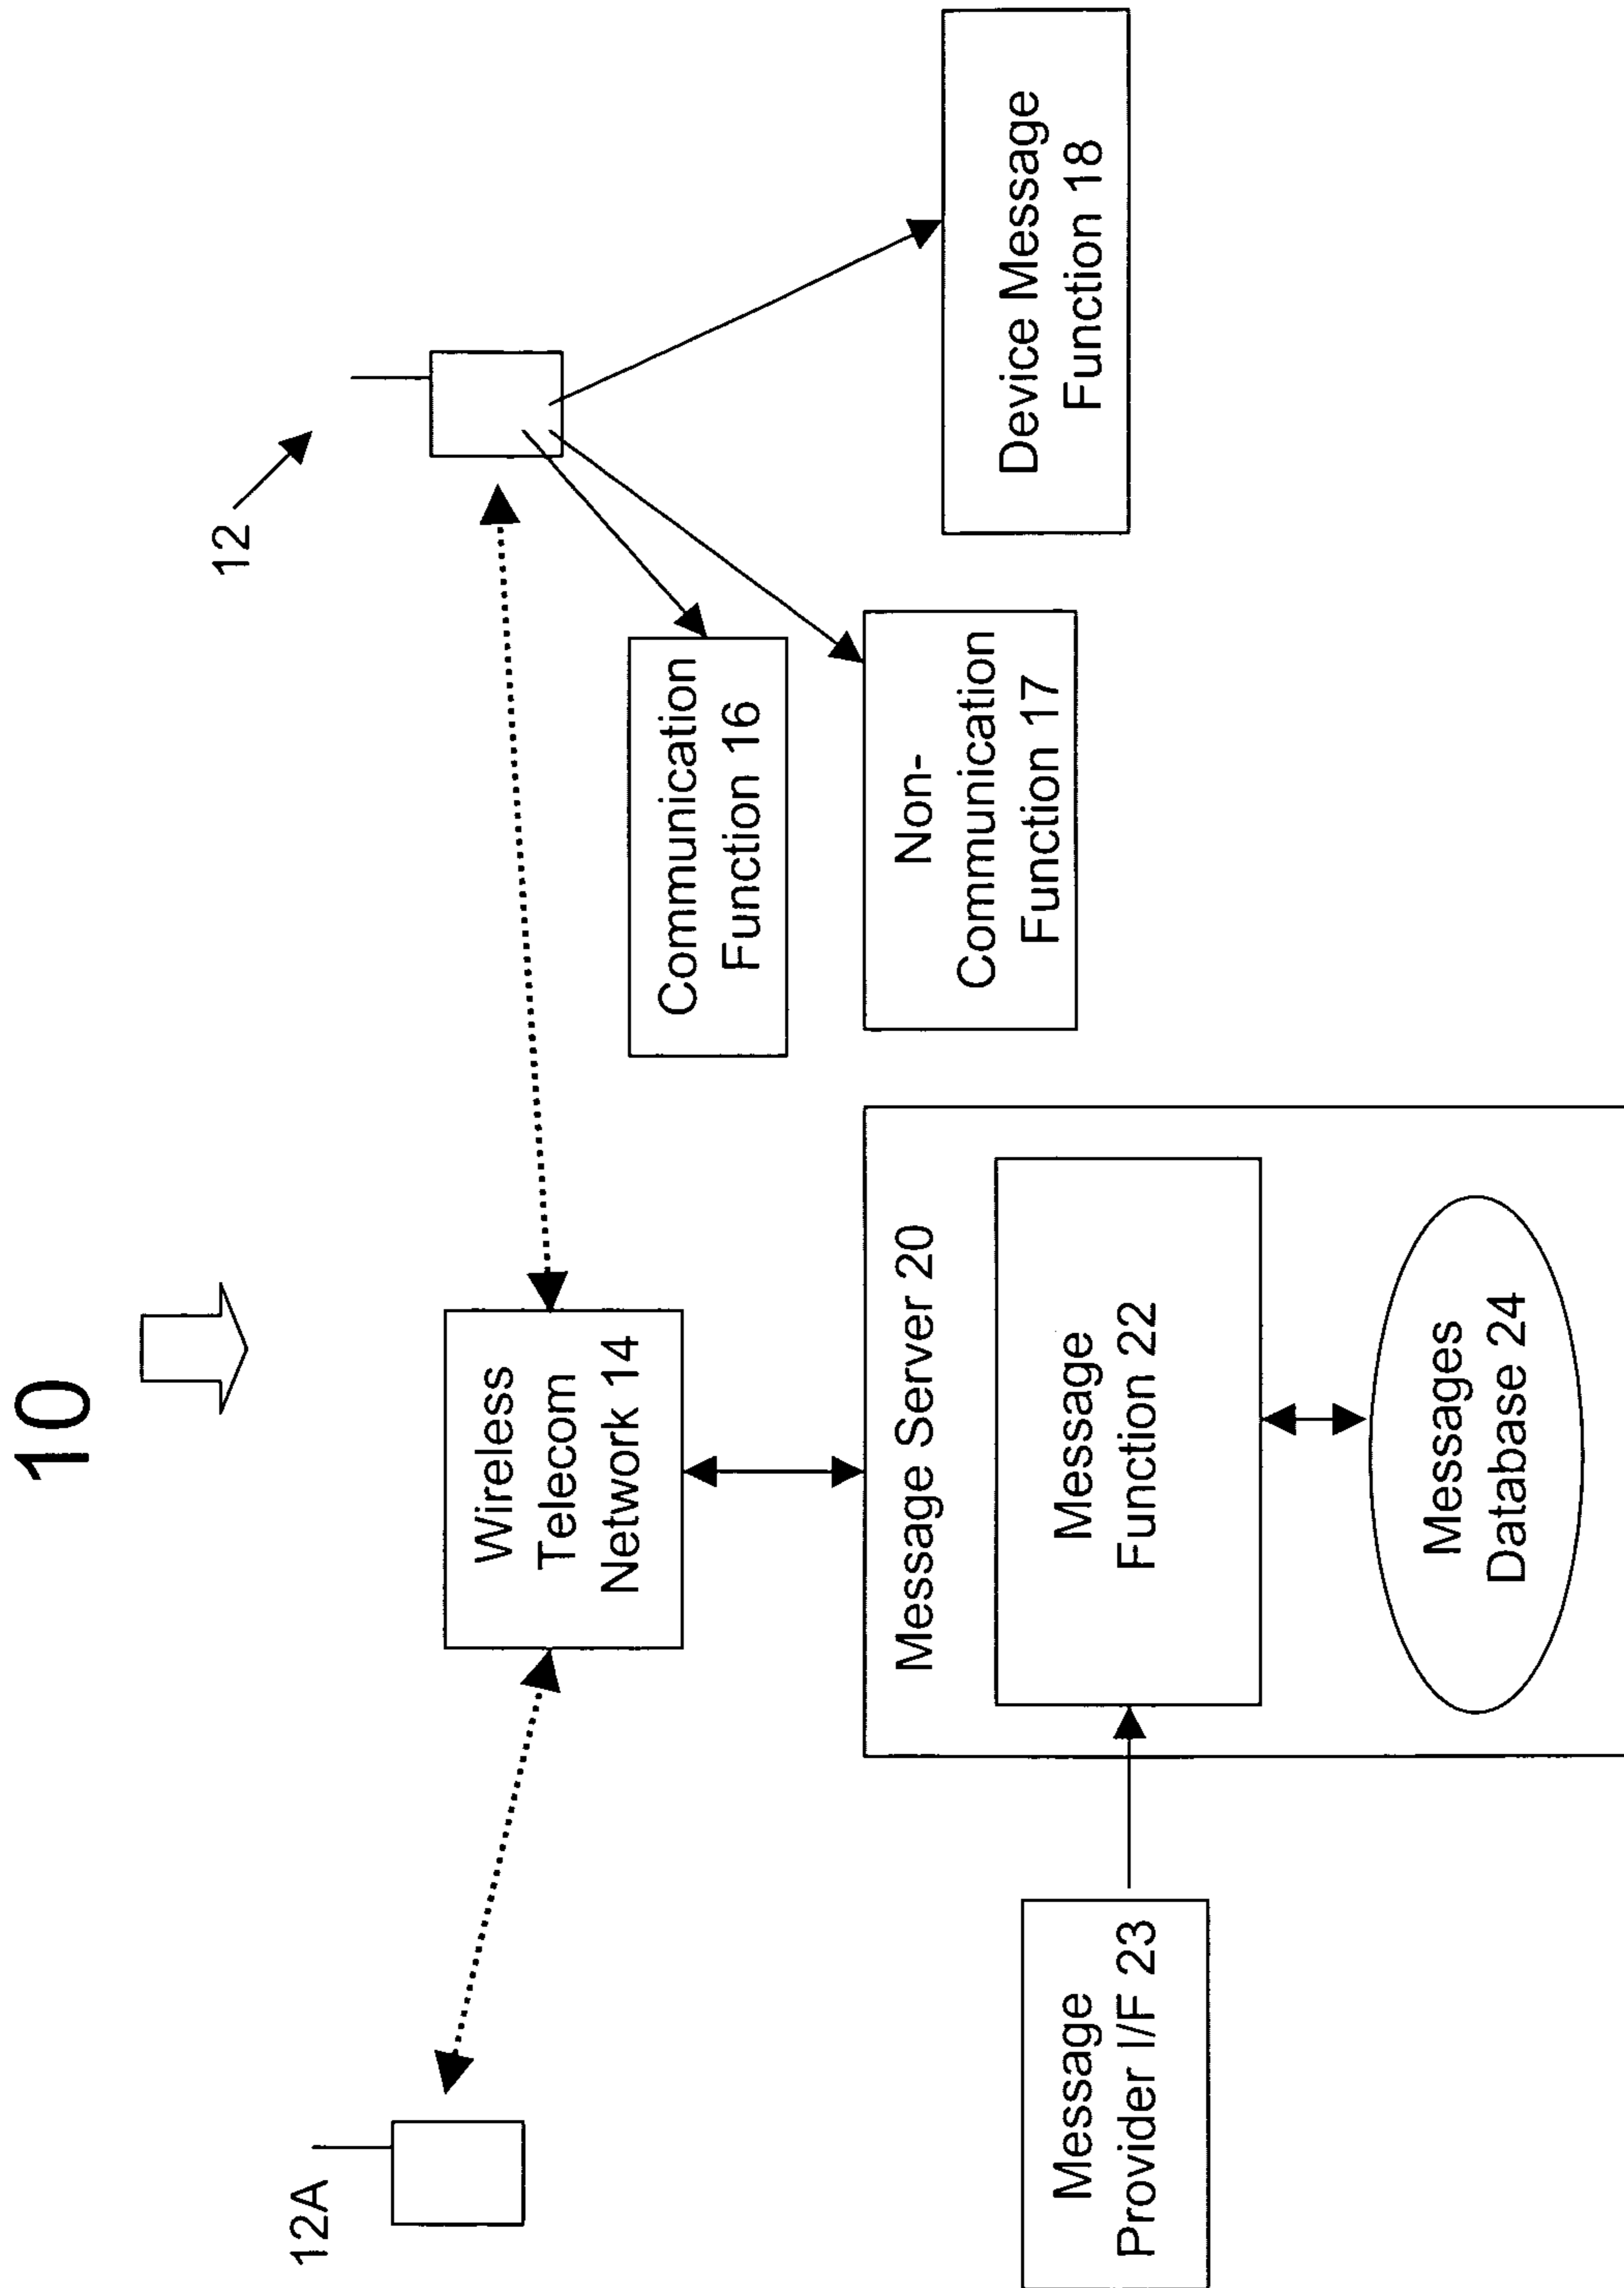 10
12A
12
Wireless
Telecom
Network 14
Communication
Function 16
Non-
Communication
Function 17
Device Message
Function 18
Message Server 20
Message
Function 22
Message
Provider I/F 23
Messages
Database 24